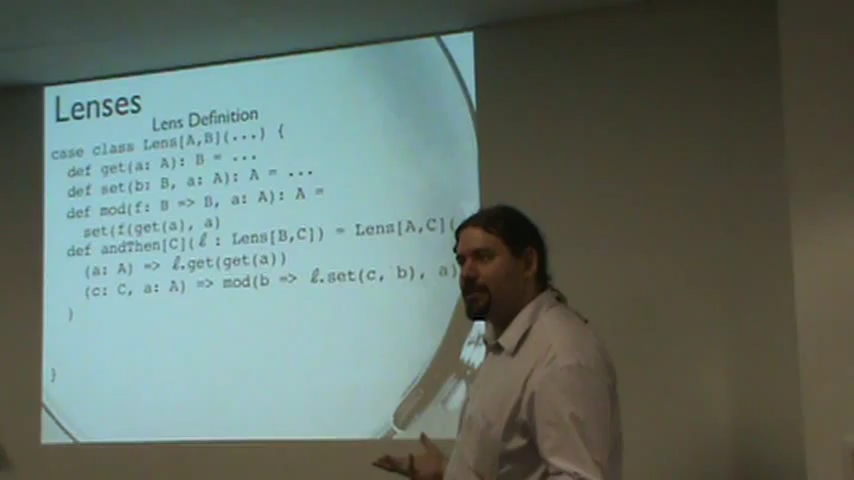 Lenses
Lens Definition
case class Lens[A,B](...) {
def get(a: A): B = ...
def set(b: B, a: A): A = ...
def mod(f: B => B, a: A): A =
set(f(get(a), a)
def andThen[C](ℓ : Lens[B,C]) = Lens[A,C](
(a: A) => ℓ.get(get(a))
(c: C, a: A) => mod(b => ℓ.set(c, b), a)
)
}